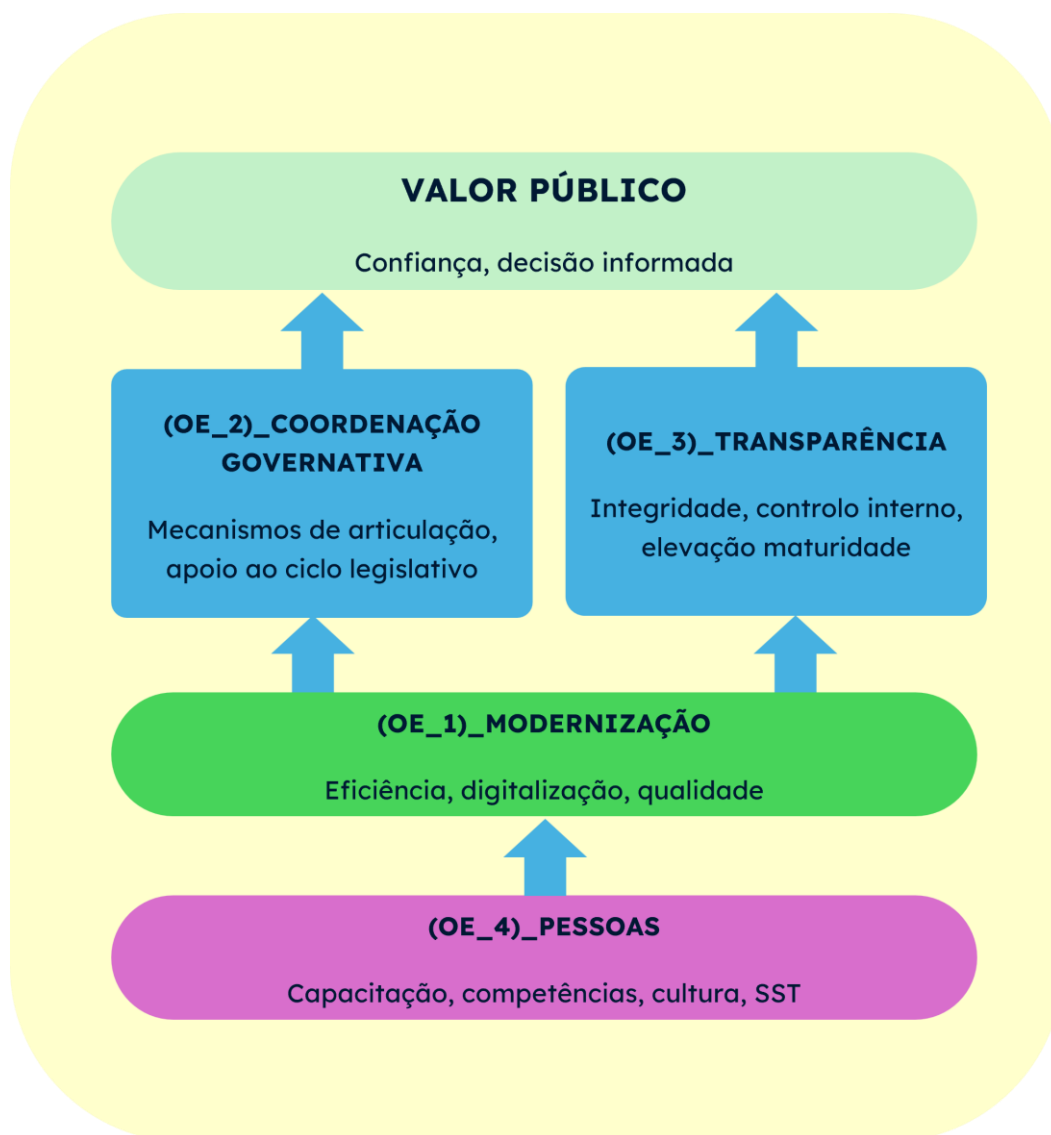 VALOR PÚBLICO
Confiança, decisão informada
(OE_2)_COORDENAÇÃO
GOVERNATIVA
Mecanismos de articulação,
apoio ao ciclo legislativo
(OE_3)_TRANSPARÊNCIA
Integridade, controlo interno,
elevação maturidade
(OE_1)_MODERNIZAÇÃO
Eficiência, digitalização, qualidade
(OE_4)_PESSOAS
Capacitação, competências, cultura, SST